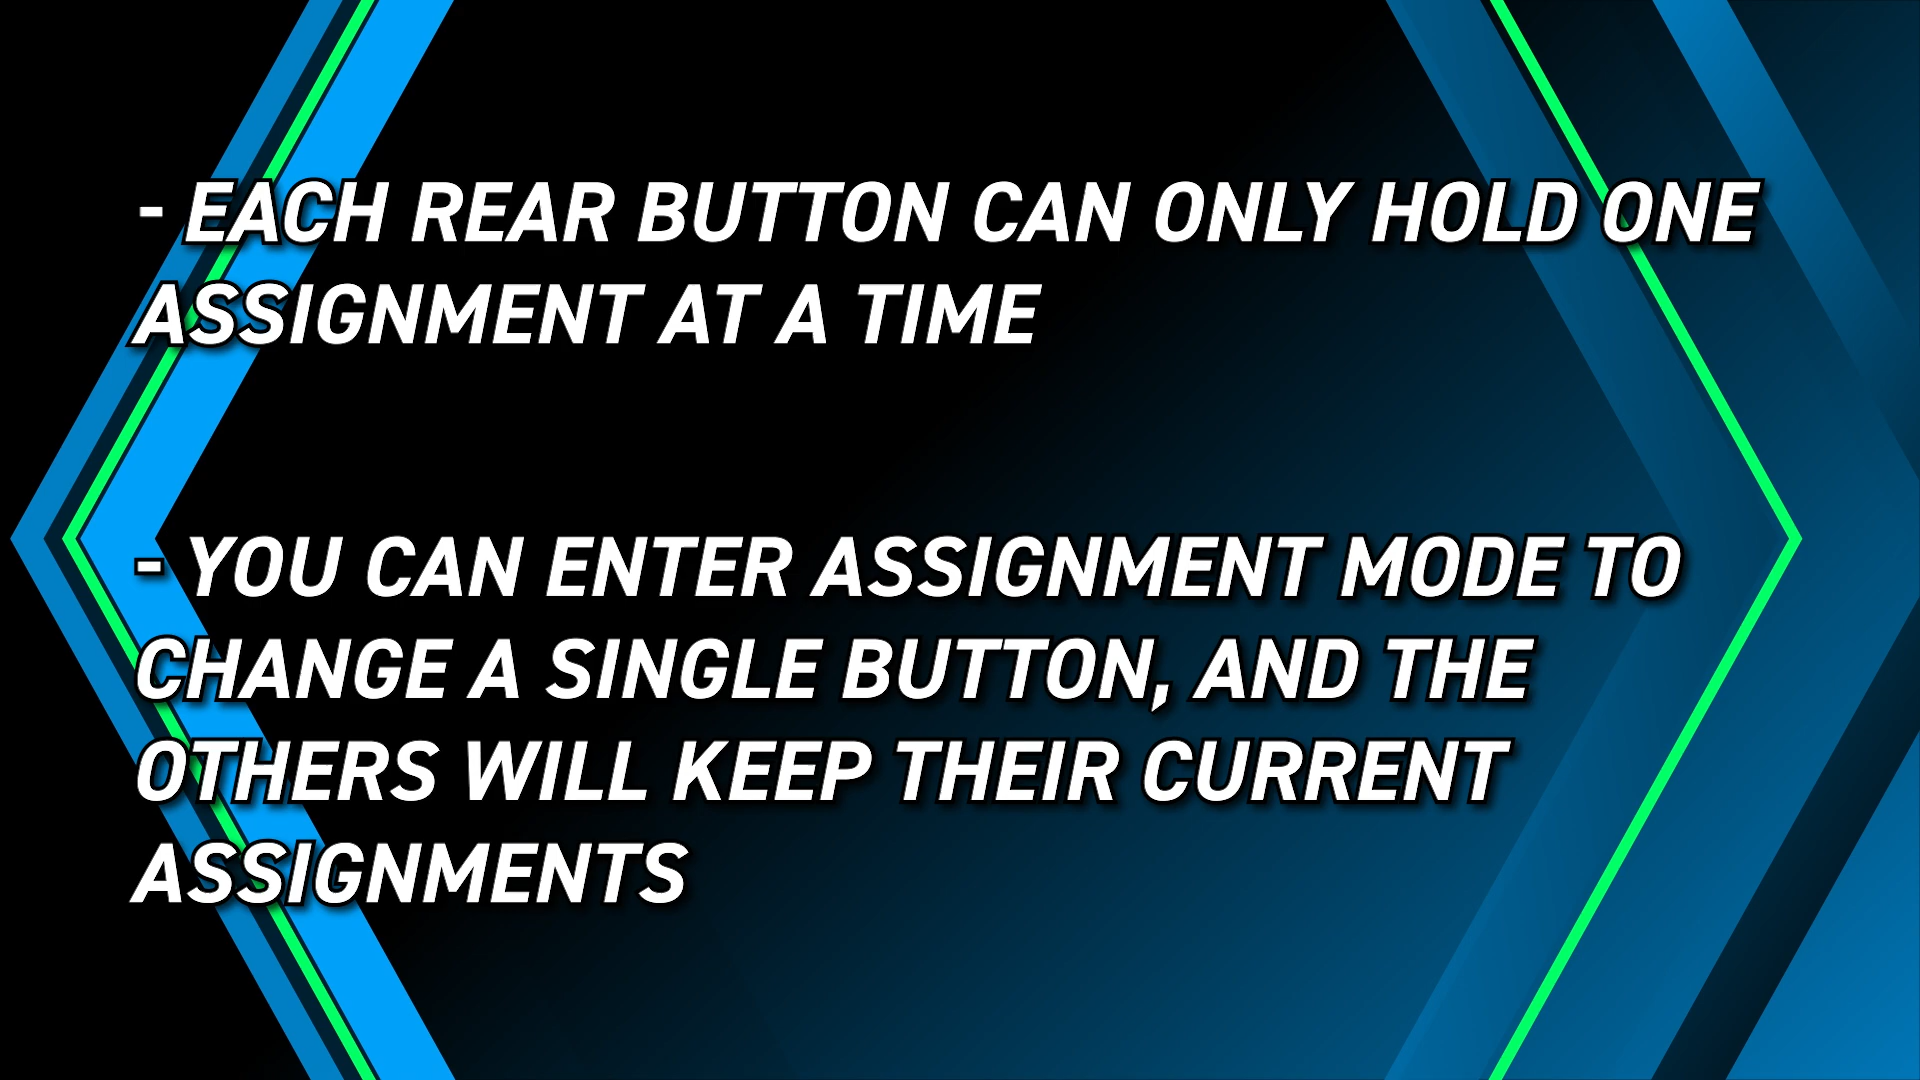 - EACH REAR BUTTON CAN ONLY HOLD ONE
ASSIGNMENT AT A TIME
- YOU CAN ENTER ASSIGNMENT MODE TO
CHANGE A SINGLE BUTTON, AND THE
OTHERS WILL KEEP THEIR CURRENT
ASSIGNMENTS